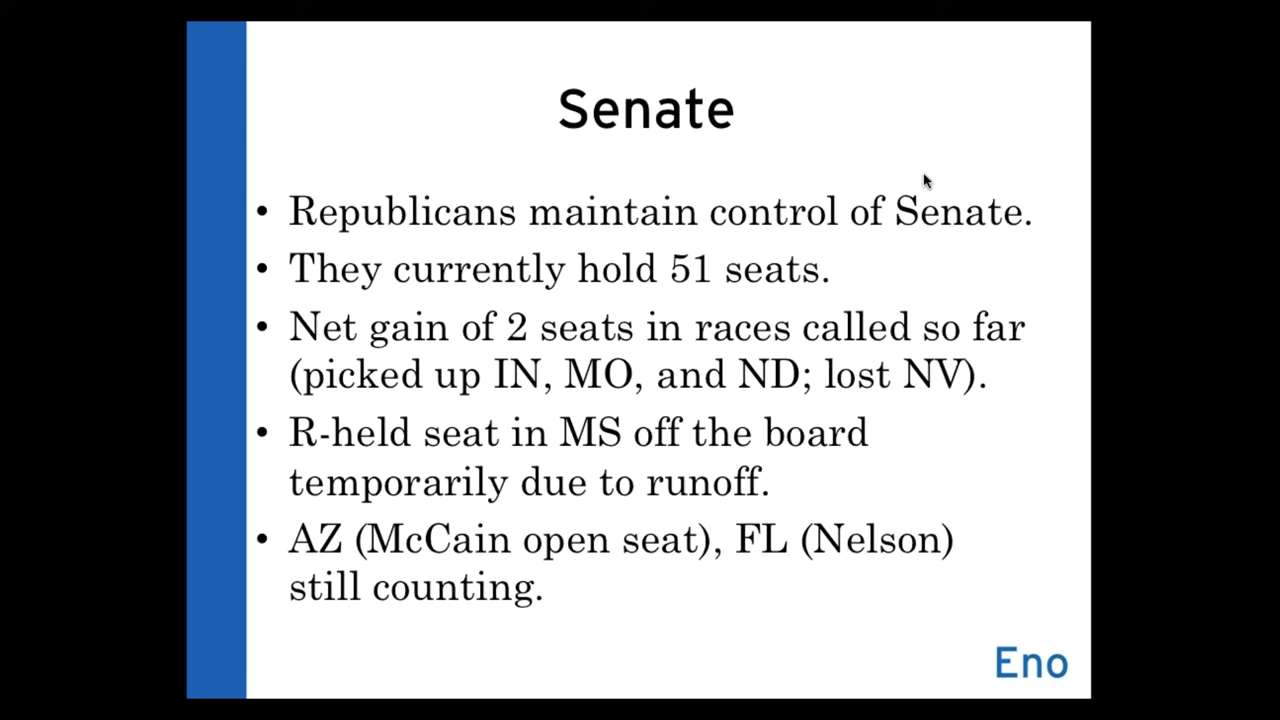 Senate
• Republicans maintain control of Senate.
• They currently hold 51 seats.
• Net gain of 2 seats in races called so far
(picked up IN, MO, and ND; lost NV).
• R-held seat in MS off the board
temporarily due to runoff.
• AZ (McCain open seat), FL (Nelson)
still counting.
Eno